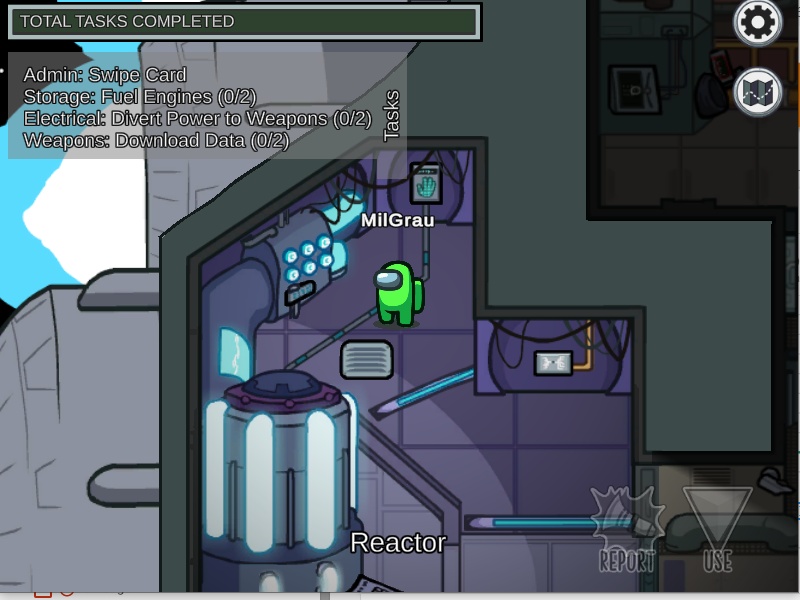 TOTAL TASKS COMPLETED
Admin: Swipe Card
Storage: Fuel Engines (0/2)
Electrical: Divert Power to Weapons (0/2)
Weapons: Download Data (0/2)
Tasks
MilGrau
Reactor
REPORT
USE